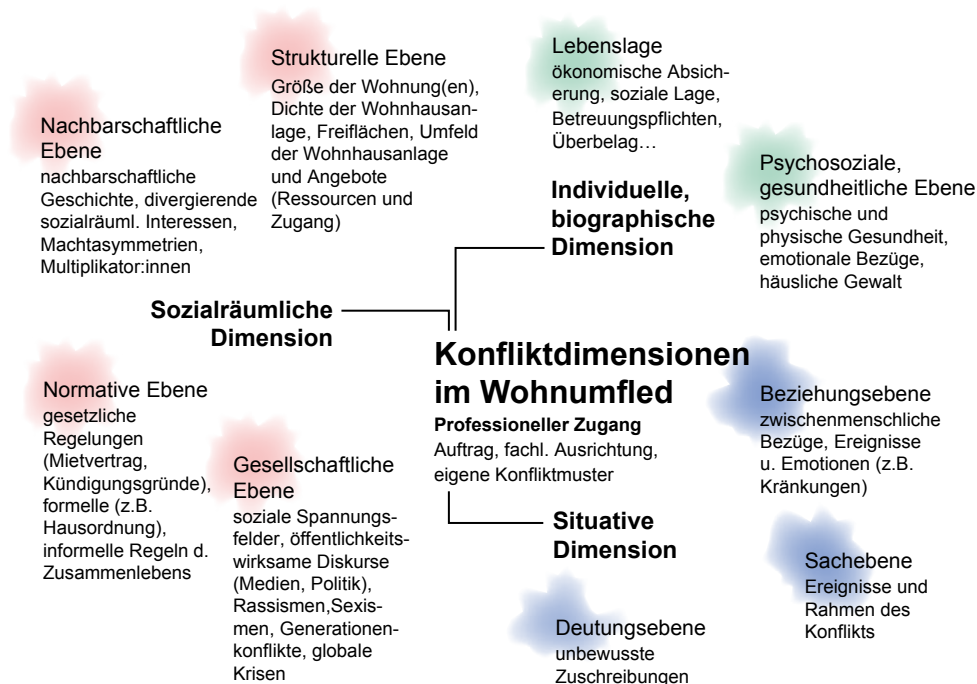 Strukturelle Ebene
Größe der Wohnung(en),
Dichte der Wohnhausan-
lage, Freiflächen, Umfeld
der Wohnhausanlage
und Angebote
(Ressourcen und
Zugang)
Lebenslage
ökonomische Absich-
erung, soziale Lage,
Betreuungspflichten,
Überbelag…
Nachbarschaftliche
Ebene
nachbarschaftliche
Geschichte, divergierende
sozialräuml. Interessen,
Machtasymmetrien,
Multiplikator:innen
Psychosoziale,
gesundheitliche Ebene
psychische und
physische Gesundheit,
emotionale Bezüge,
häusliche Gewalt
Individuelle,
biographische
Dimension
Sozialräumliche
Dimension
Konfliktdimensionen
im Wohnumfled
Professioneller Zugang
Auftrag, fachl. Ausrichtung,
eigene Konfliktmuster
Normative Ebene
gesetzliche
Regelungen
(Mietvertrag,
Kündigungsgründe),
formelle (z.B.
Hausordnung),
informelle Regeln d.
Zusammenlebens
Gesellschaftliche
Ebene
soziale Spannungs-
felder, öffentlichkeits-
wirksame Diskurse
(Medien, Politik),
Rassismen,Sexis-
men, Generationen-
konflikte, globale
Krisen
Situative
Dimension
Beziehungsebene
zwischenmenschliche
Bezüge, Ereignisse
u. Emotionen (z.B.
Kränkungen)
Sachebene
Ereignisse und
Rahmen des
Konflikts
Deutungsebene
unbewusste
Zuschreibungen